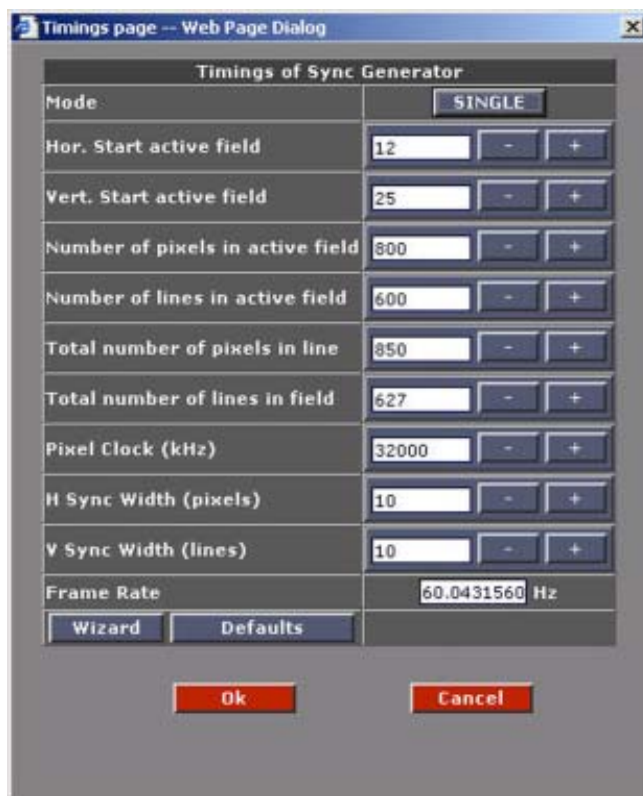 Timings page -- Web Page Dialog
Timings of Sync Generator
Mode SINGLE
Hor. Start active field 12 - +
Vert. Start active field 25 - +
Number of pixels in active field 800 - +
Number of lines in active field 600 - +
Total number of pixels in line 850 - +
Total number of lines in field 627 - +
Pixel Clock (kHz) 32000 - +
H Sync Width (pixels) 10 - +
V Sync Width (lines) 10 - +
Frame Rate 60.0431560 Hz
Wizard Defaults
Ok Cancel